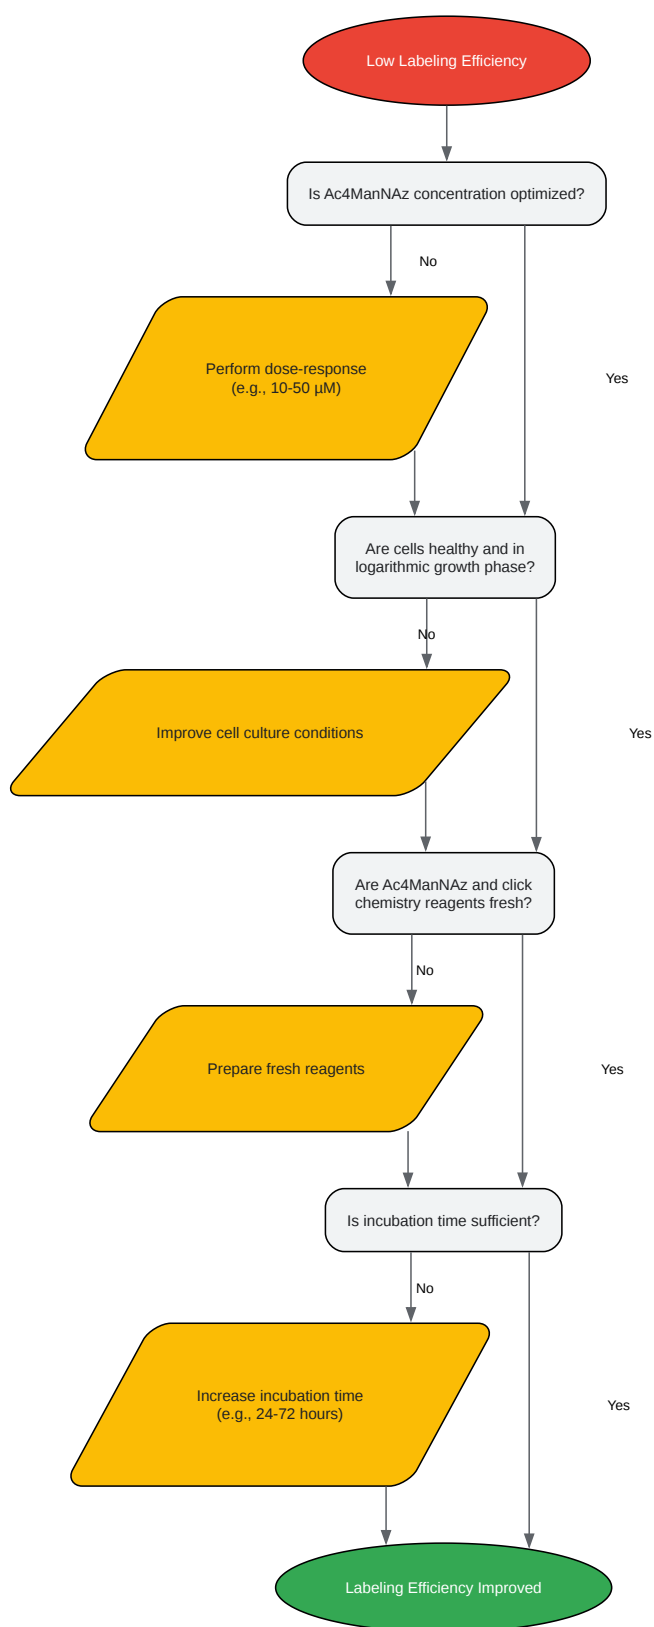 Low Labeling Efficiency
Is Ac4ManNAz concentration optimized?
No
Perform dose-response
(e.g., 10-50 µM)
Yes
Are cells healthy and in
logarithmic growth phase?
No
Improve cell culture conditions
Yes
Are Ac4ManNAz and click
chemistry reagents fresh?
No
Prepare fresh reagents
Yes
Is incubation time sufficient?
No
Increase incubation time
(e.g., 24-72 hours)
Yes
Labeling Efficiency Improved